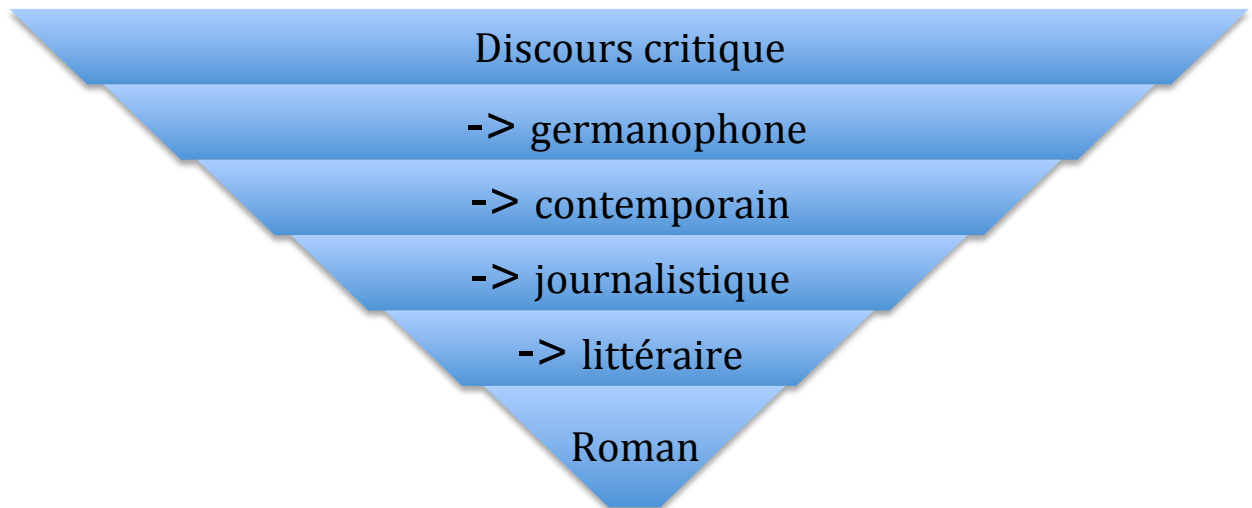 Discours critique
-> germanophone
-> contemporain
-> journalistique
-> littéraire
Roman